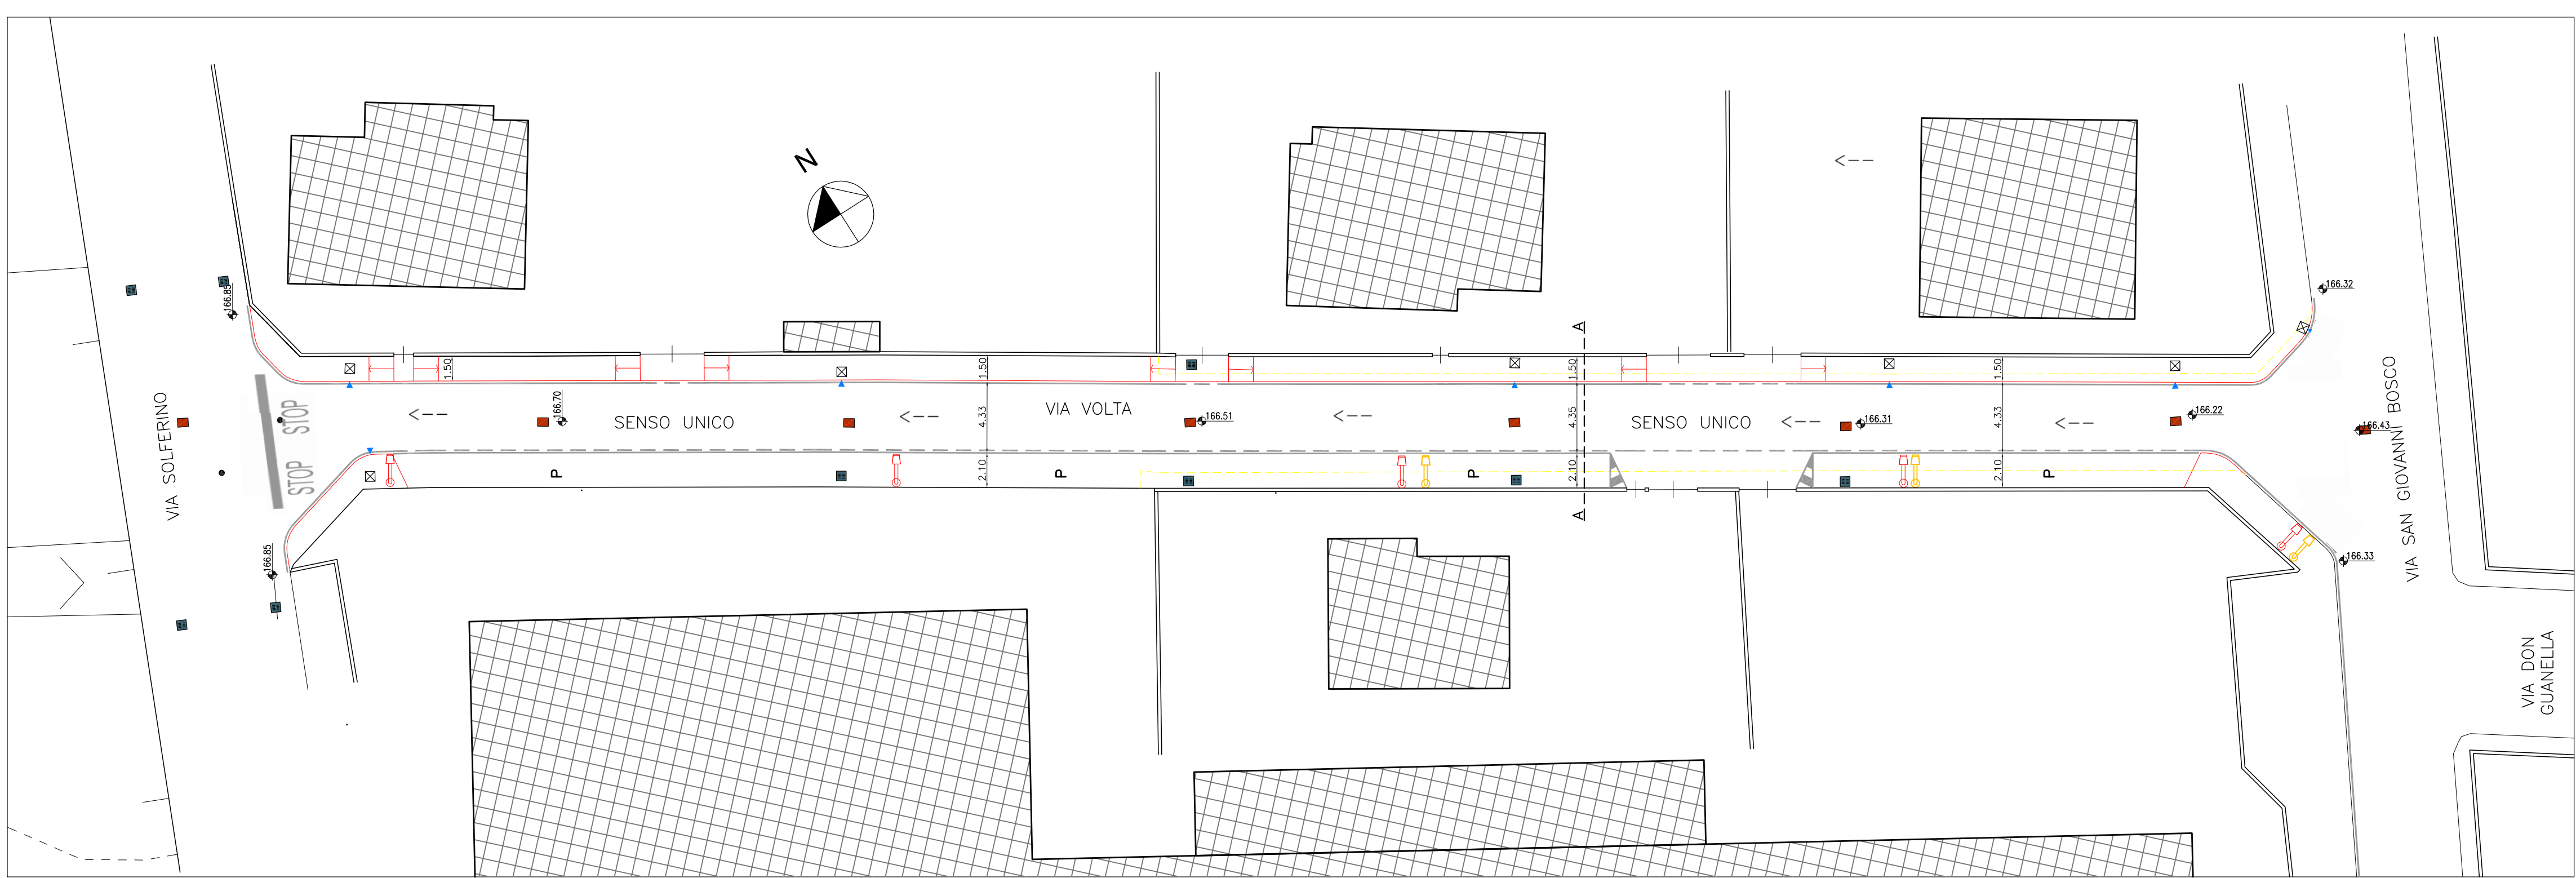 N
166.32
166.85
A
1.50
1.50
1.50
1.50
VIA SOLFERINO
STOP
STOP
166.70
SENSO UNICO
4.33
VIA VOLTA
166.51
4.35
SENSO UNICO
166.31
4.33
166.22
166.43
VIA SAN GIOVANNI BOSCO
P
2.10
P
P
2.10
2.10
P
A
166.85
166.33
VIA DON
GUANELLA